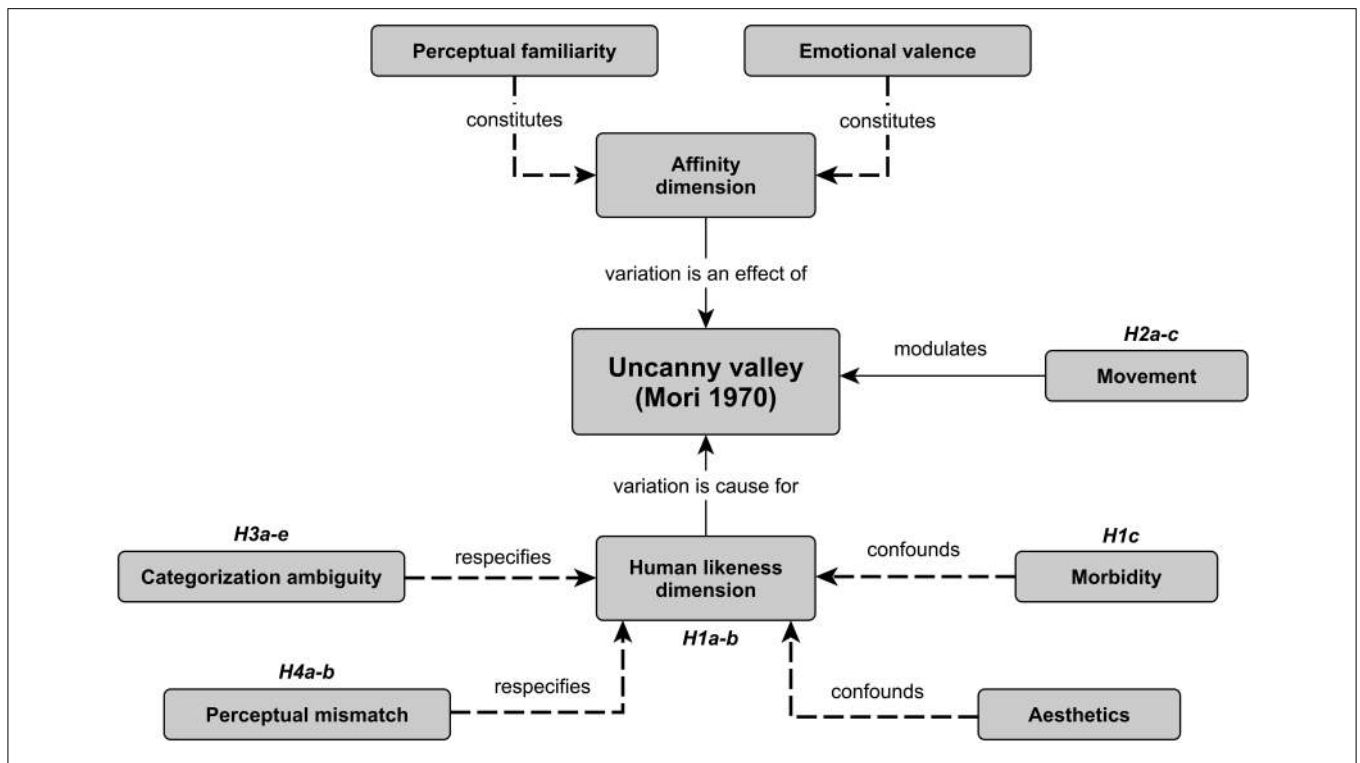 Perceptual familiarity
Emotional valence
constitutes
constitutes
Affinity
dimension
variation is an effect of
Uncanny valley
(Mori 1970)
modulates
H2a-c
Movement
variation is cause for
H3a-e
Categorization ambiguity
respecifies
Human likeness
dimension
H1a-b
confounds
H1c
Morbidity
H4a-b
Perceptual mismatch
respecifies
confounds
Aesthetics